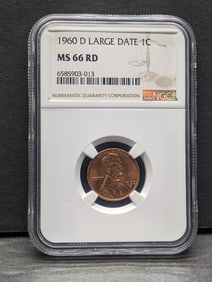 1960 D LARGE DATE 1C
MS 66 RD
6585903-013
NUMISMATIC GUARANTY CORPORATION
NGC